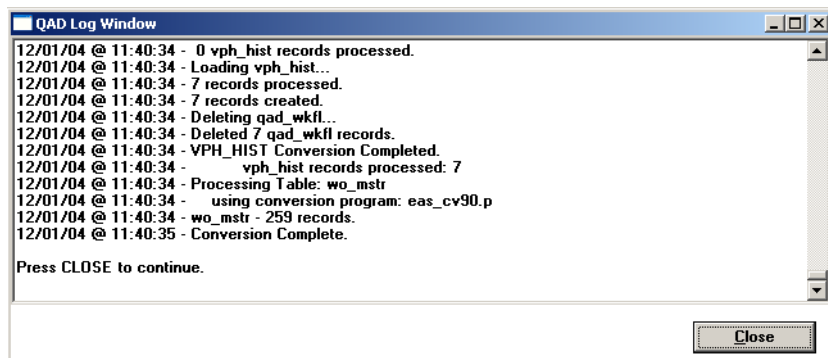 QAD Log Window
12/01/04 @ 11:40:34 -  0 vph_hist records processed.
12/01/04 @ 11:40:34 - Loading vph_hist...
12/01/04 @ 11:40:34 - 7 records processed.
12/01/04 @ 11:40:34 - 7 records created.
12/01/04 @ 11:40:34 - Deleting qad_wkfl...
12/01/04 @ 11:40:34 - Deleted 7 qad_wkfl records.
12/01/04 @ 11:40:34 - VPH_HIST Conversion Completed.
12/01/04 @ 11:40:34 -          vph_hist records processed: 7
12/01/04 @ 11:40:34 - Processing Table: wo_mstr
12/01/04 @ 11:40:34 -    using conversion program: eas_cv90.p
12/01/04 @ 11:40:34 - wo_mstr - 259 records.
12/01/04 @ 11:40:35 - Conversion Complete.
Press CLOSE to continue.
Close